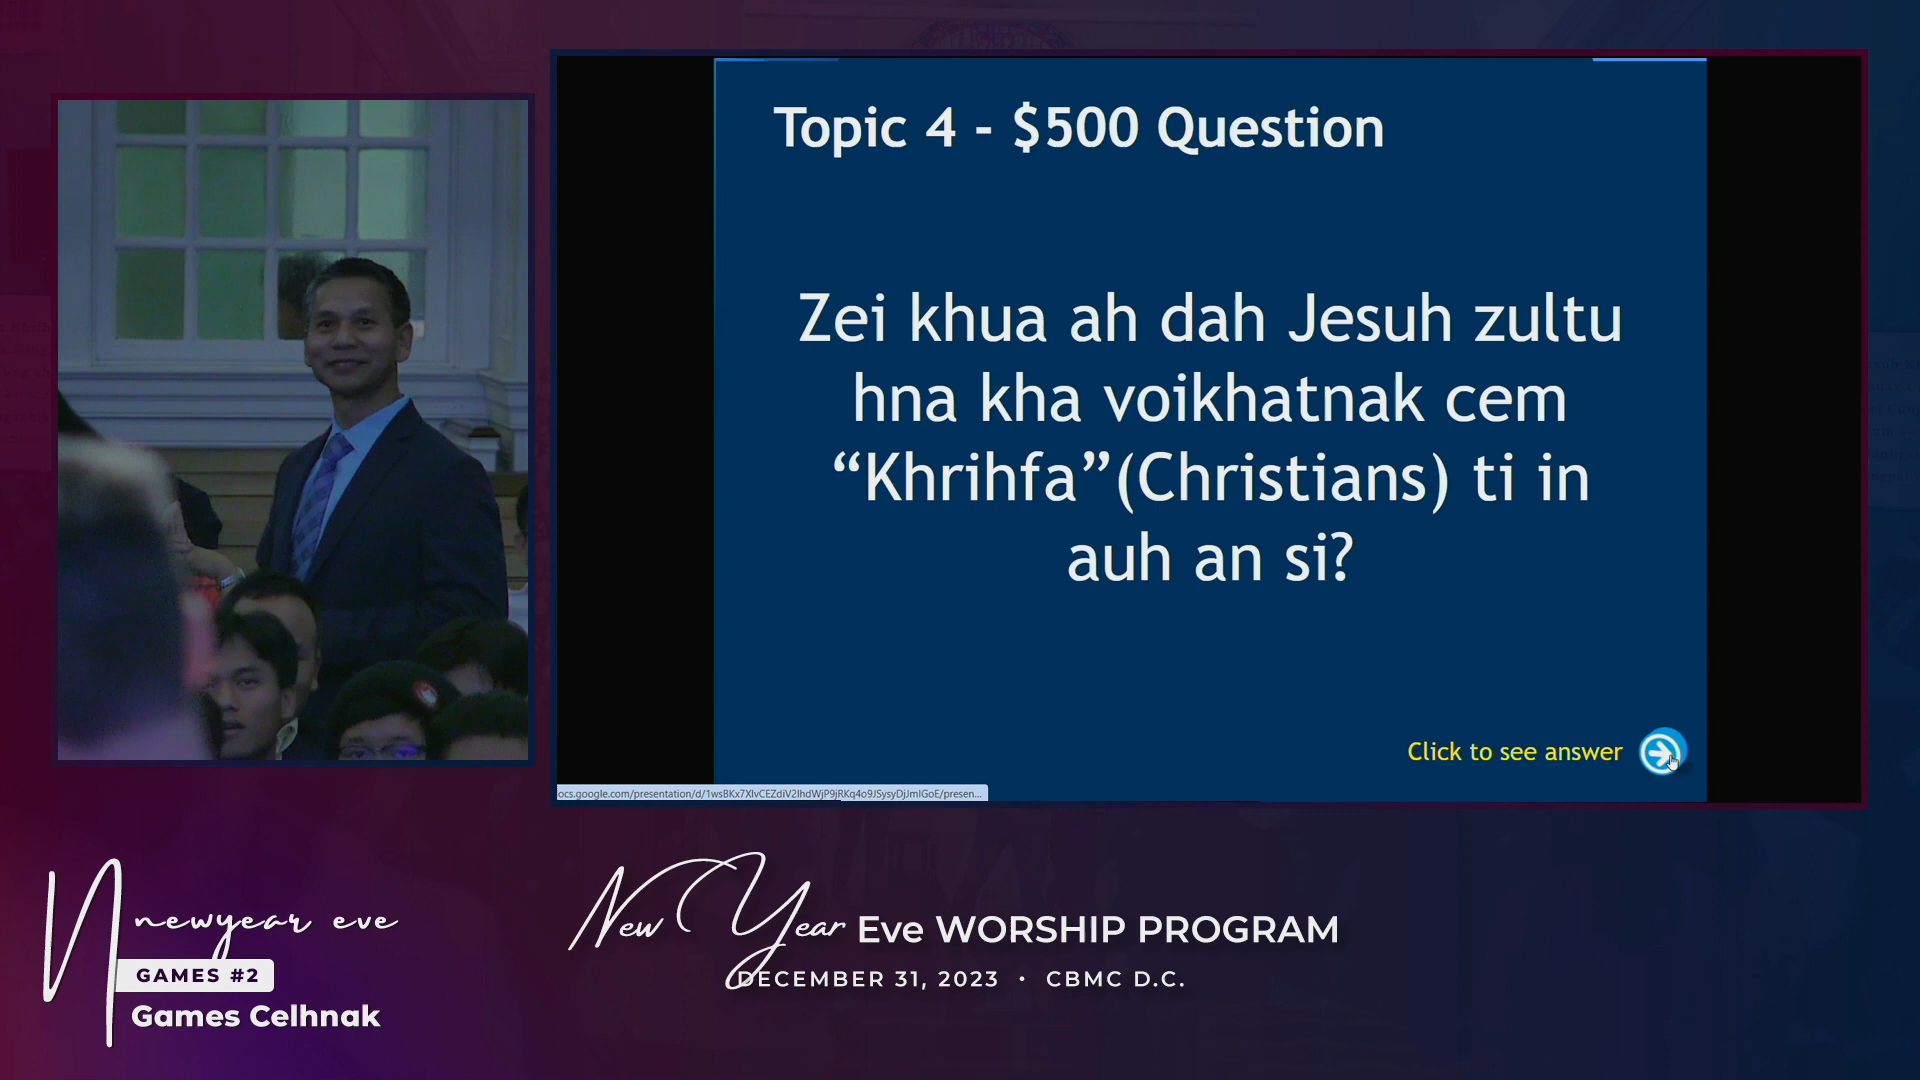 Topic 4 - $500 Question
Zei khua ah dah Jesuh zultu
hna kha voikhatnak cem
“Khrihfa”(Christians) ti in
auh an si?
Click to see answer
newyear eve
GAMES #2
Games Celhnak
New Year Eve WORSHIP PROGRAM
DECEMBER 31, 2023 • CBMC D.C.